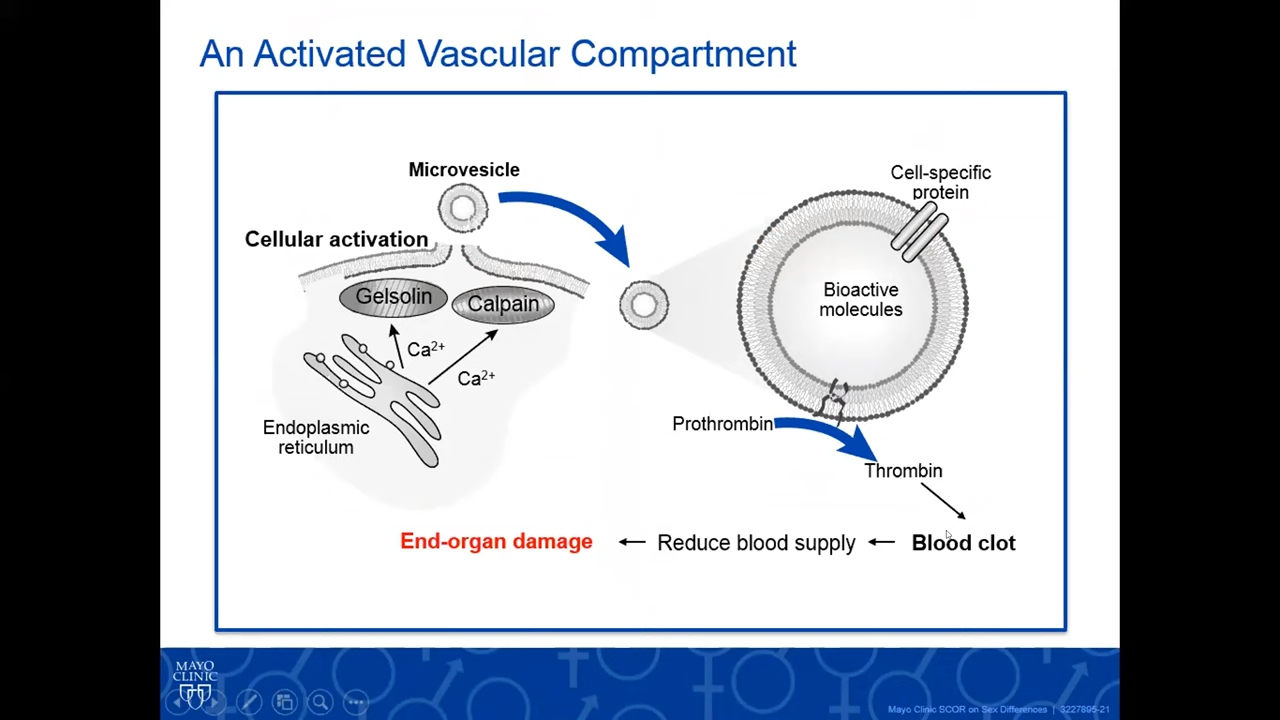 An Activated Vascular Compartment
Microvesicle
Cellular activation
Gelsolin
Calpain
Ca²⁺
Ca²⁺
Endoplasmic
reticulum
Cell-specific
protein
Bioactive
molecules
Prothrombin
Thrombin
Blood clot
Reduce blood supply
End-organ damage
MAYO
CLINIC
Mayo Clinic SCOR on Sex Differences | 3227895-21